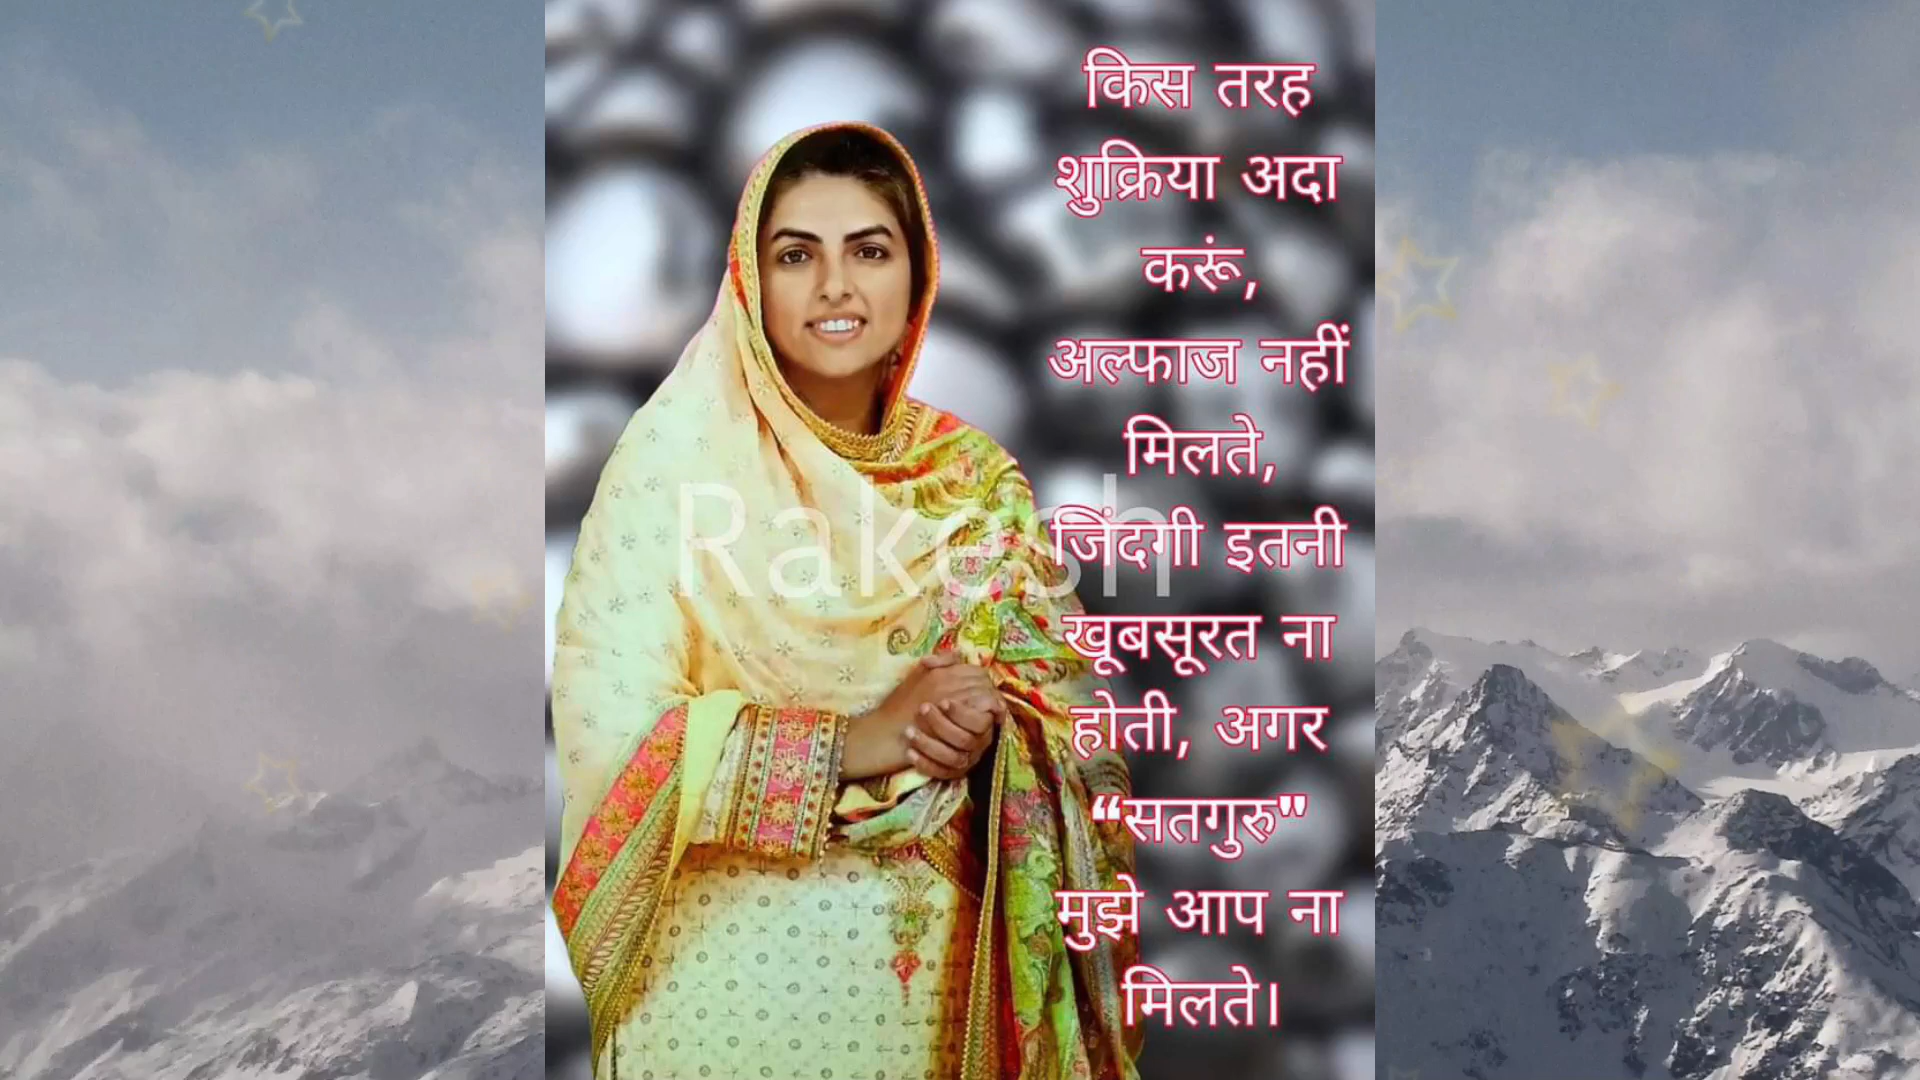 किस तरह
शुक्रिया अदा
करूं,
अल्फाज नहीं
मिलते,
जिंदगी इतनी
खूबसूरत ना
होती, अगर
“सतगुरु"
मुझे आप ना
मिलते।
Rakesh